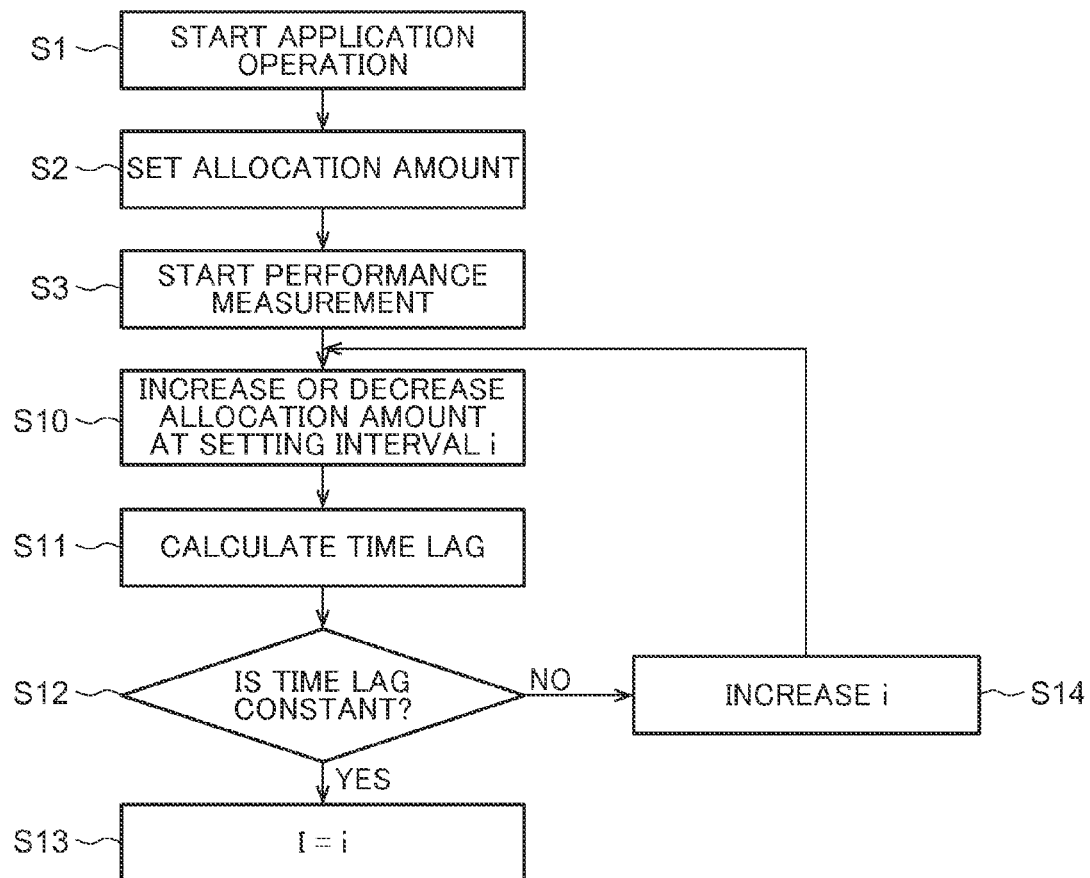 S1
START APPLICATION
OPERATION
S2
SET ALLOCATION AMOUNT
S3
START PERFORMANCE
MEASUREMENT
S10
INCREASE OR DECREASE
ALLOCATION AMOUNT
AT SETTING INTERVAL i
S11
CALCULATE TIME LAG
S12
IS TIME LAG
CONSTANT?
NO
INCREASE i
S14
YES
S13
I = i